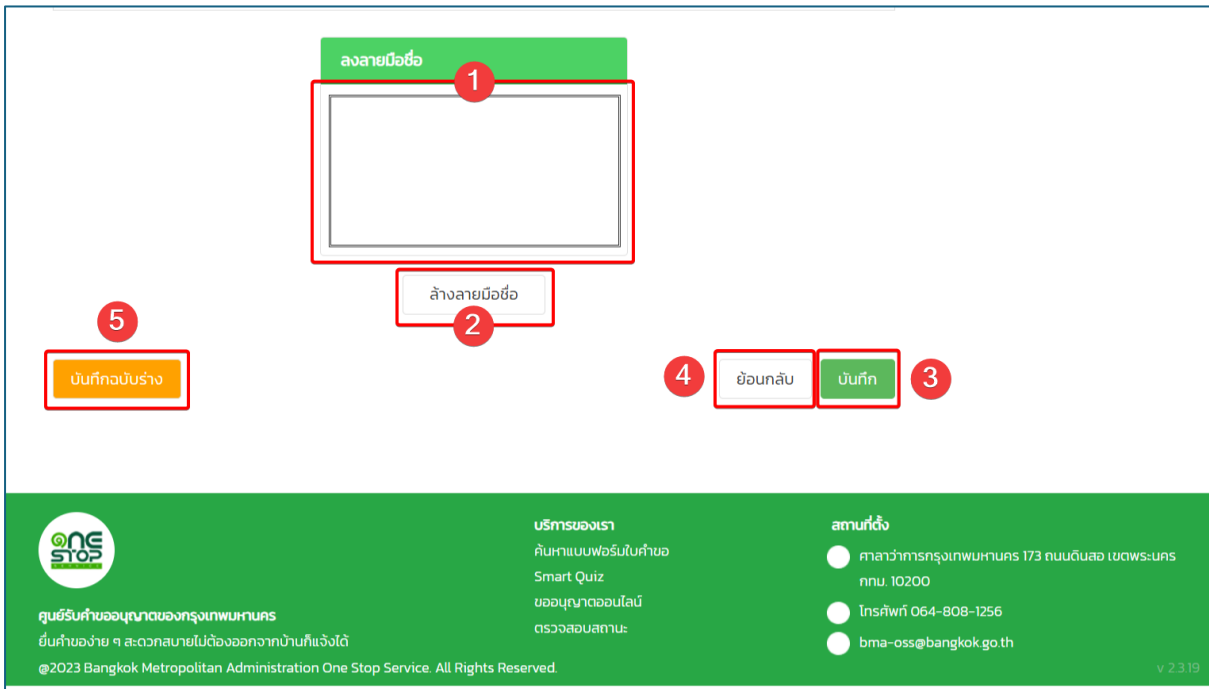 ลงลายมือชื่อ
1
ล้างลายมือชื่อ
2
5
บันทึกฉบับร่าง
4
ย้อนกลับ
บันทึก
3
ONE
STOP
SERVICE
ศูนย์รับคำขออนุญาตของกรุงเทพมหานคร
ยื่นคำของ่าย ๆ สะดวกสบายไม่ต้องออกจากบ้านก็แจ้งได้
@2023 Bangkok Metropolitan Administration One Stop Service. All Rights Reserved.
บริการของเรา
ค้นหาแบบฟอร์มใบคำขอ
Smart Quiz
ขออนุญาตออนไลน์
ตรวจสอบสถานะ
สถานที่ตั้ง
ศาลาว่าการกรุงเทพมหานคร 173 ถนนดินสอ เขตพระนคร
กทม. 10200
โทรศัพท์ 064-808-1256
bma-oss@bangkok.go.th
v 2.3.19